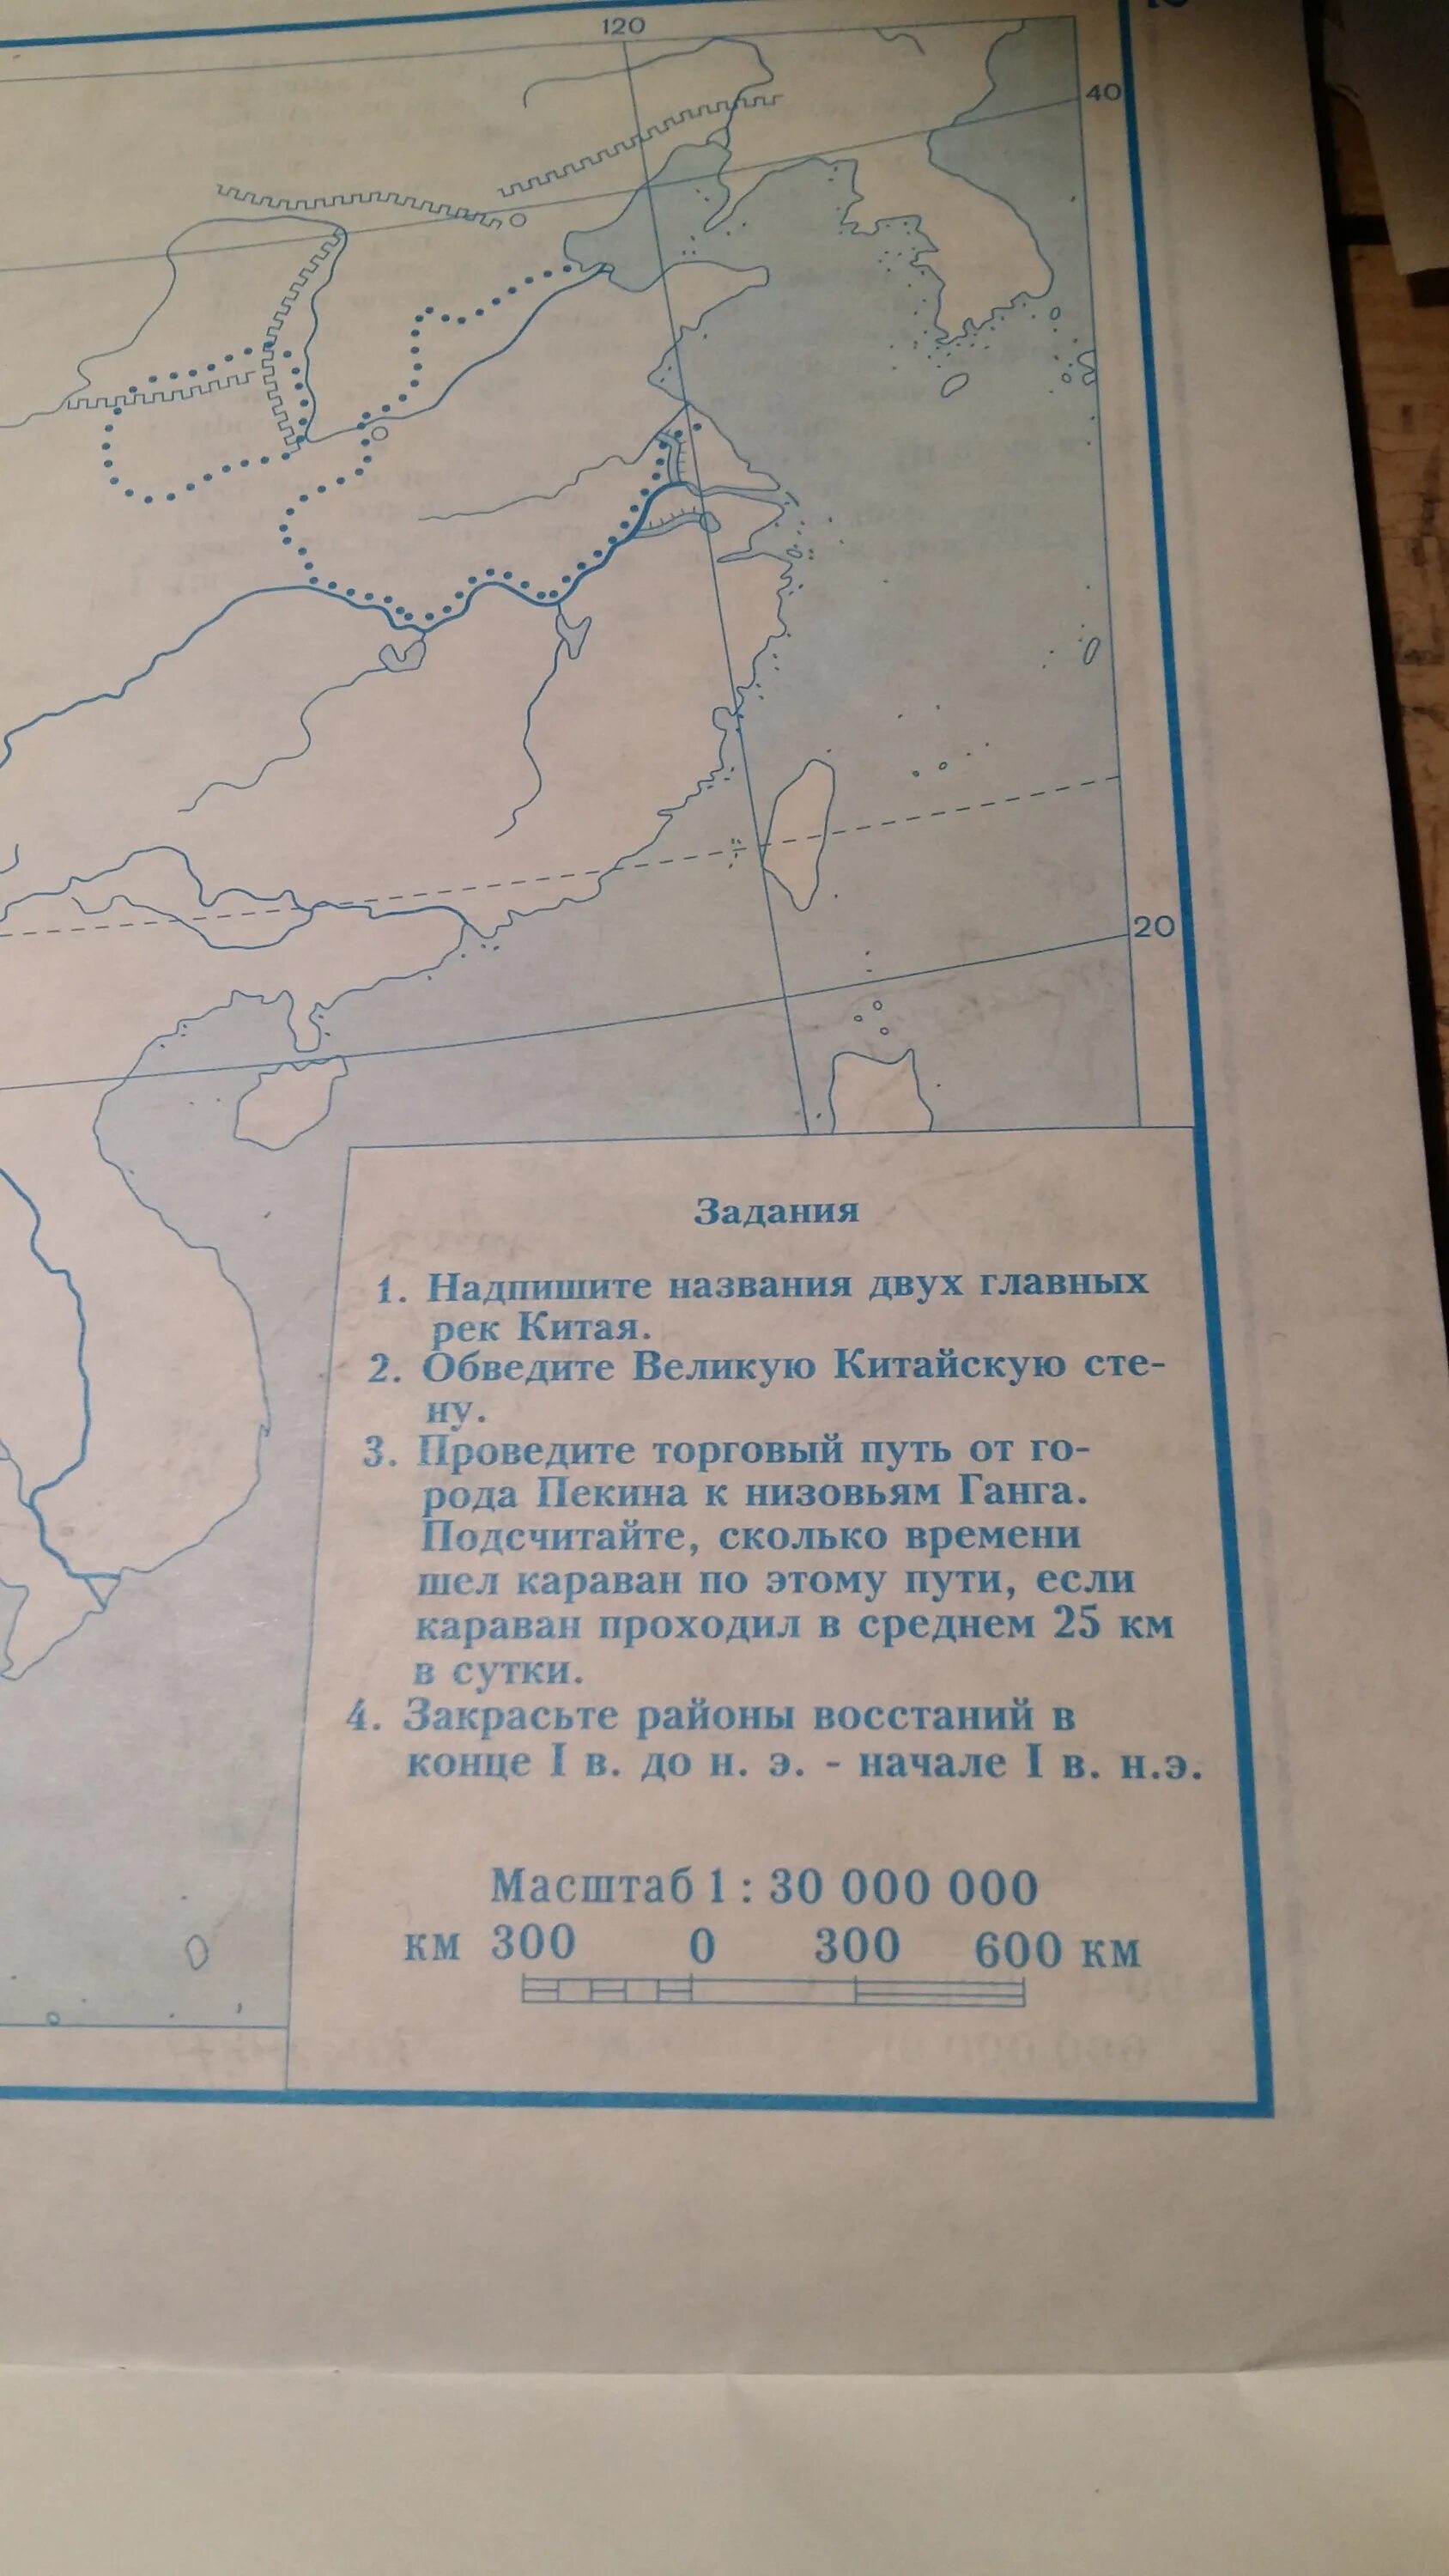 120
40
20
Задания
1. Надпишите названия двух главных
рек Китая.
2. Обведите Великую Китайскую сте-
ну.
3. Проведите торговый путь от го-
рода Пекина к низовьям Ганга.
Подсчитайте, сколько времени
шел караван по этому пути, если
караван проходил в среднем 25 км
в сутки.
4. Закрасьте районы восстаний в
конце I в. до н. э. - начале I в. н.э.
Масштаб 1 : 30 000 000
км 300 0 300 600 км